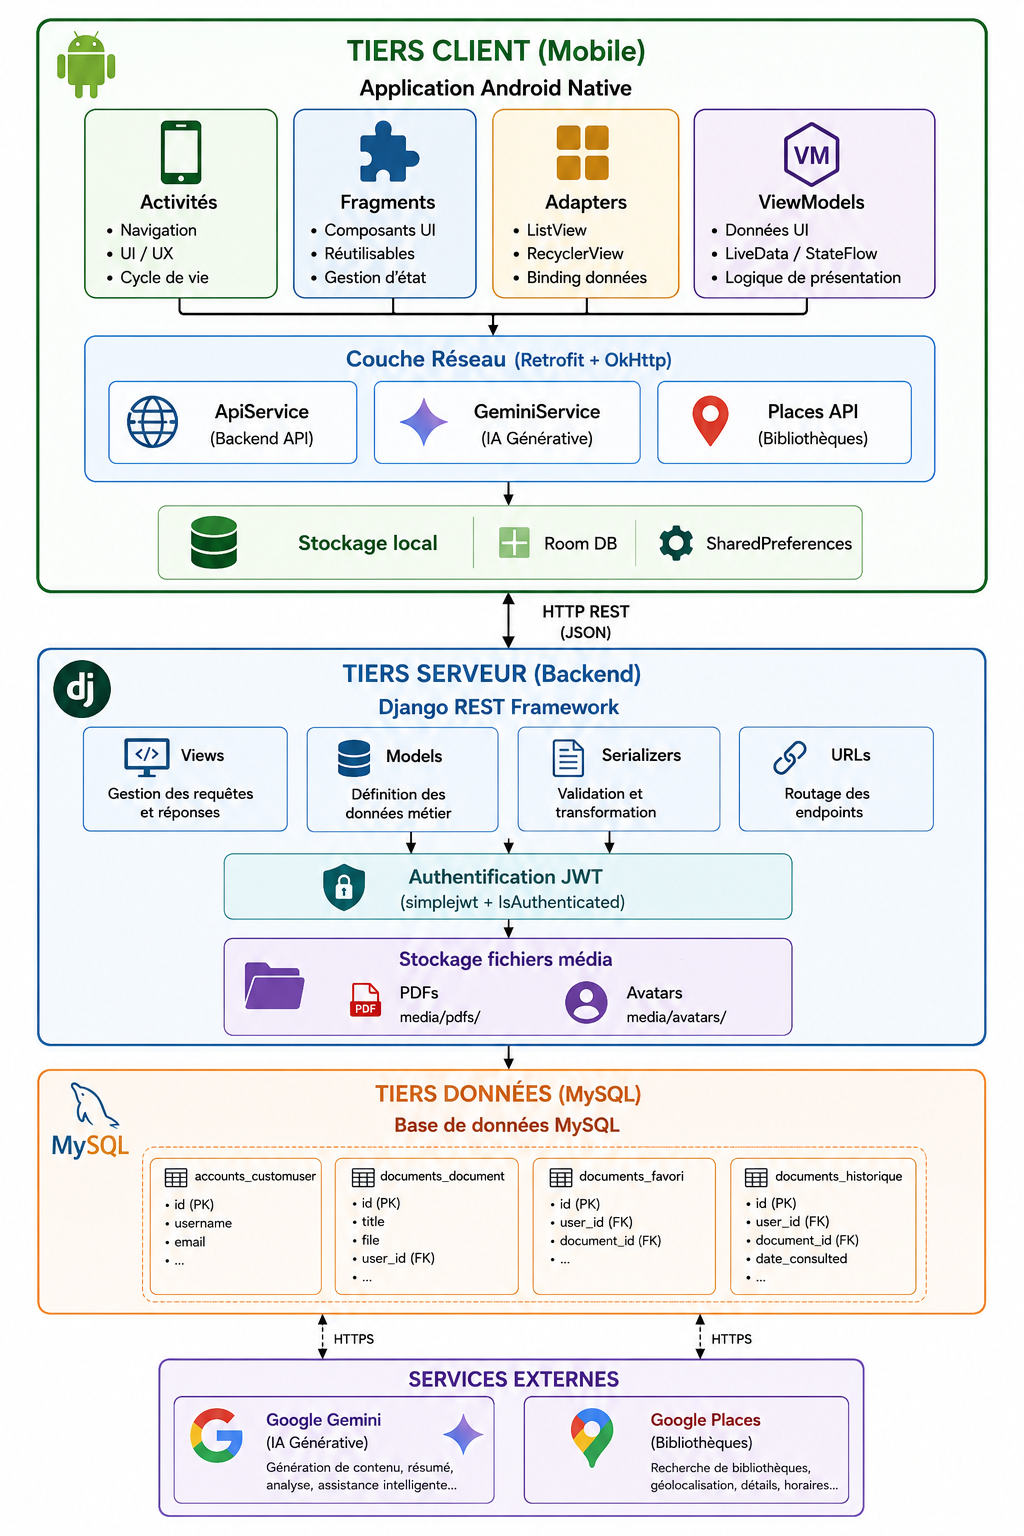 TIERS CLIENT (Mobile)
Application Android Native
Activités
• Navigation
• UI / UX
• Cycle de vie
Fragments
• Composants UI
• Réutilisables
• Gestion d'état
Adapters
• ListView
• RecyclerView
• Binding données
VM
ViewModels
• Données UI
• LiveData / StateFlow
• Logique de présentation
Couche Réseau (Retrofit + OkHttp)
ApiService
(Backend API)
GeminiService
(IA Générative)
Places API
(Bibliothèques)
Stockage local
Room DB
SharedPreferences
HTTP REST
(JSON)
dj
TIERS SERVEUR (Backend)
Django REST Framework
</> Views
Gestion des requêtes
et réponses
Models
Définition des
données métier
Serializers
Validation et
transformation
URLs
Routage des
endpoints
Authentification JWT
(simplejwt + IsAuthenticated)
Stockage fichiers média
PDF
PDFs
media/pdfs/
Avatars
media/avatars/
MySQL
TIERS DONNÉES (MySQL)
Base de données MySQL
accounts_customuser
• id (PK)
• username
• email
• ...
documents_document
• id (PK)
• title
• file
• user_id (FK)
• ...
documents_favori
• id (PK)
• user_id (FK)
• document_id (FK)
• ...
documents_historique
• id (PK)
• user_id (FK)
• document_id (FK)
• date_consulted
• ...
HTTPS
HTTPS
SERVICES EXTERNES
G
Google Gemini
(IA Générative)
Génération de contenu, résumé,
analyse, assistance intelligente...
Google Places
(Bibliothèques)
Recherche de bibliothèques,
géolocalisation, détails, horaires...